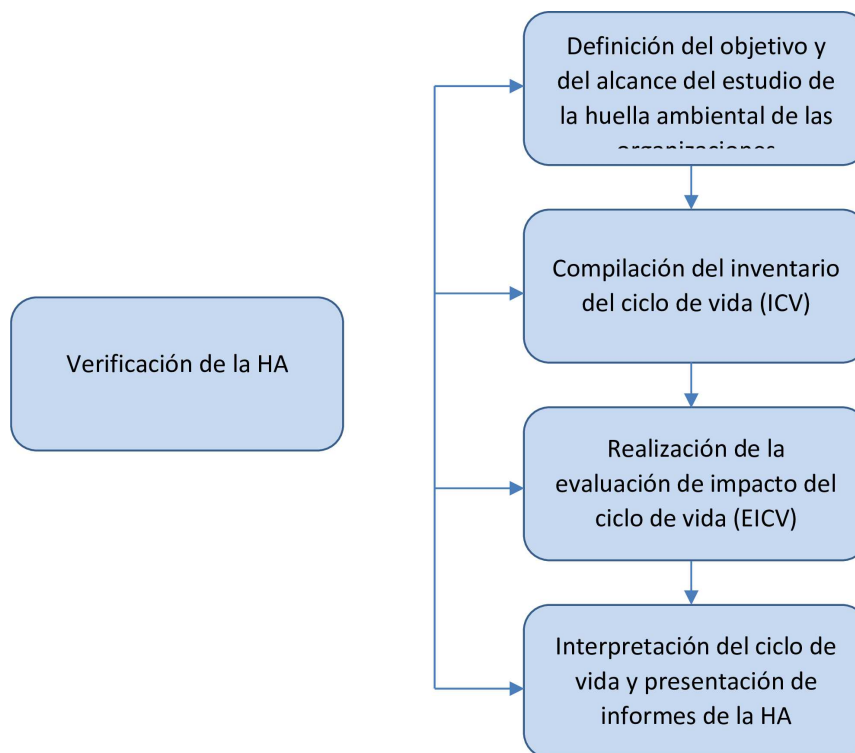 Definición del objetivo y
del alcance del estudio de
la huella ambiental de las
organizaciones
Compilación del inventario
del ciclo de vida (ICV)
Verificación de la HA
Realización de la
evaluación de impacto del
ciclo de vida (EICV)
Interpretación del ciclo de
vida y presentación de
informes de la HA